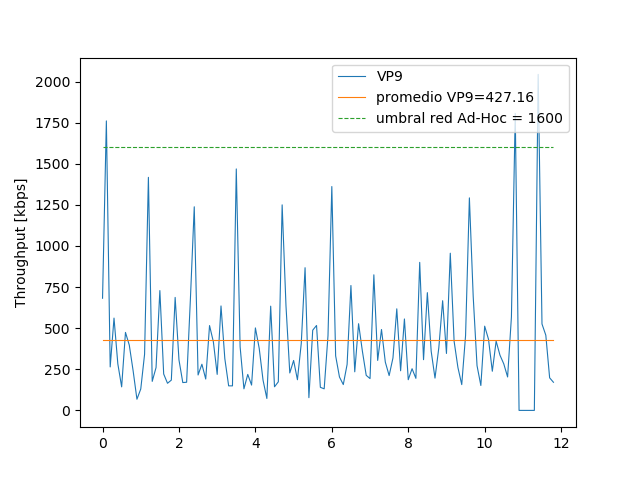 VP9
promedio VP9=427.16
umbral red Ad-Hoc = 1600
2000
1750
1500
1250
1000
750
500
250
0
Throughput [kbps]
0 2 4 6 8 10 12